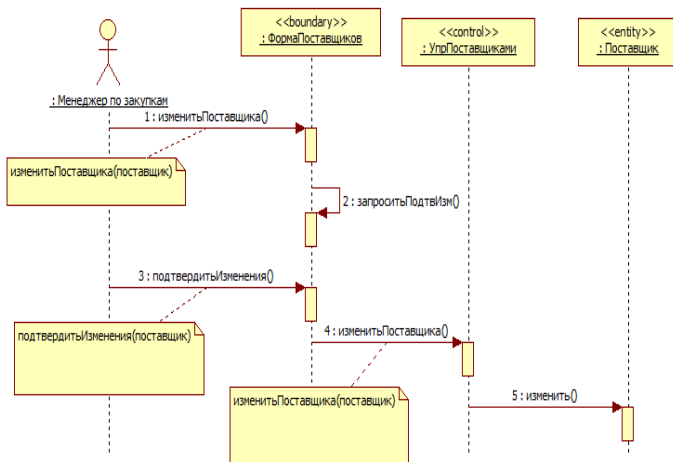 <<boundary>>
: ФормаПоставщиков
<<control>>
: УпрПоставщиками
<<entity>>
: Поставщик
: Менеджер по закупкам
1 : изменитьПоставщика()
изменитьПоставщика(поставщик)
2 : запроситьПодтвИзм()
3 : подтвердитьИзменения()
подтвердитьИзменения(поставщик)
4 : изменитьПоставщика()
изменитьПоставщика(поставщик)
5 : изменить()